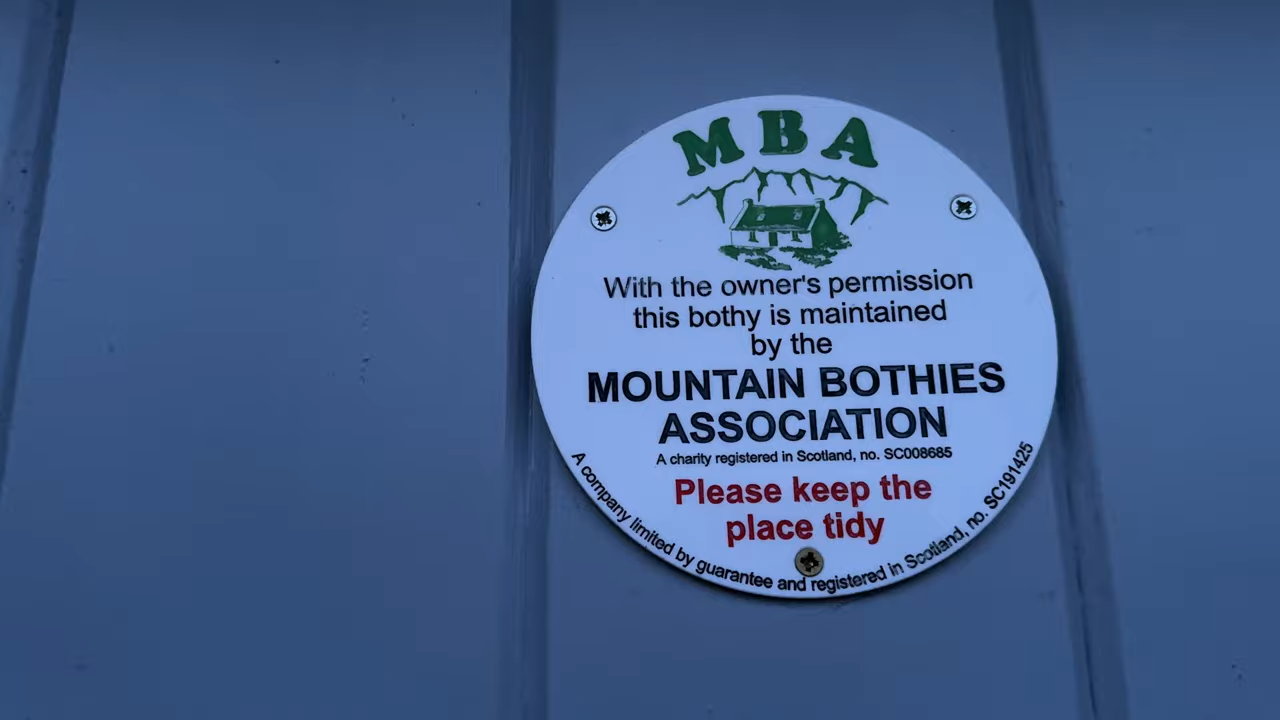 MBA
With the owner's permission
this bothy is maintained
by the
MOUNTAIN BOTHIES
ASSOCIATION
A charity registered in Scotland, no. SC008685
Please keep the
place tidy
A company limited by guarantee and registered in Scotland, no. SC191425